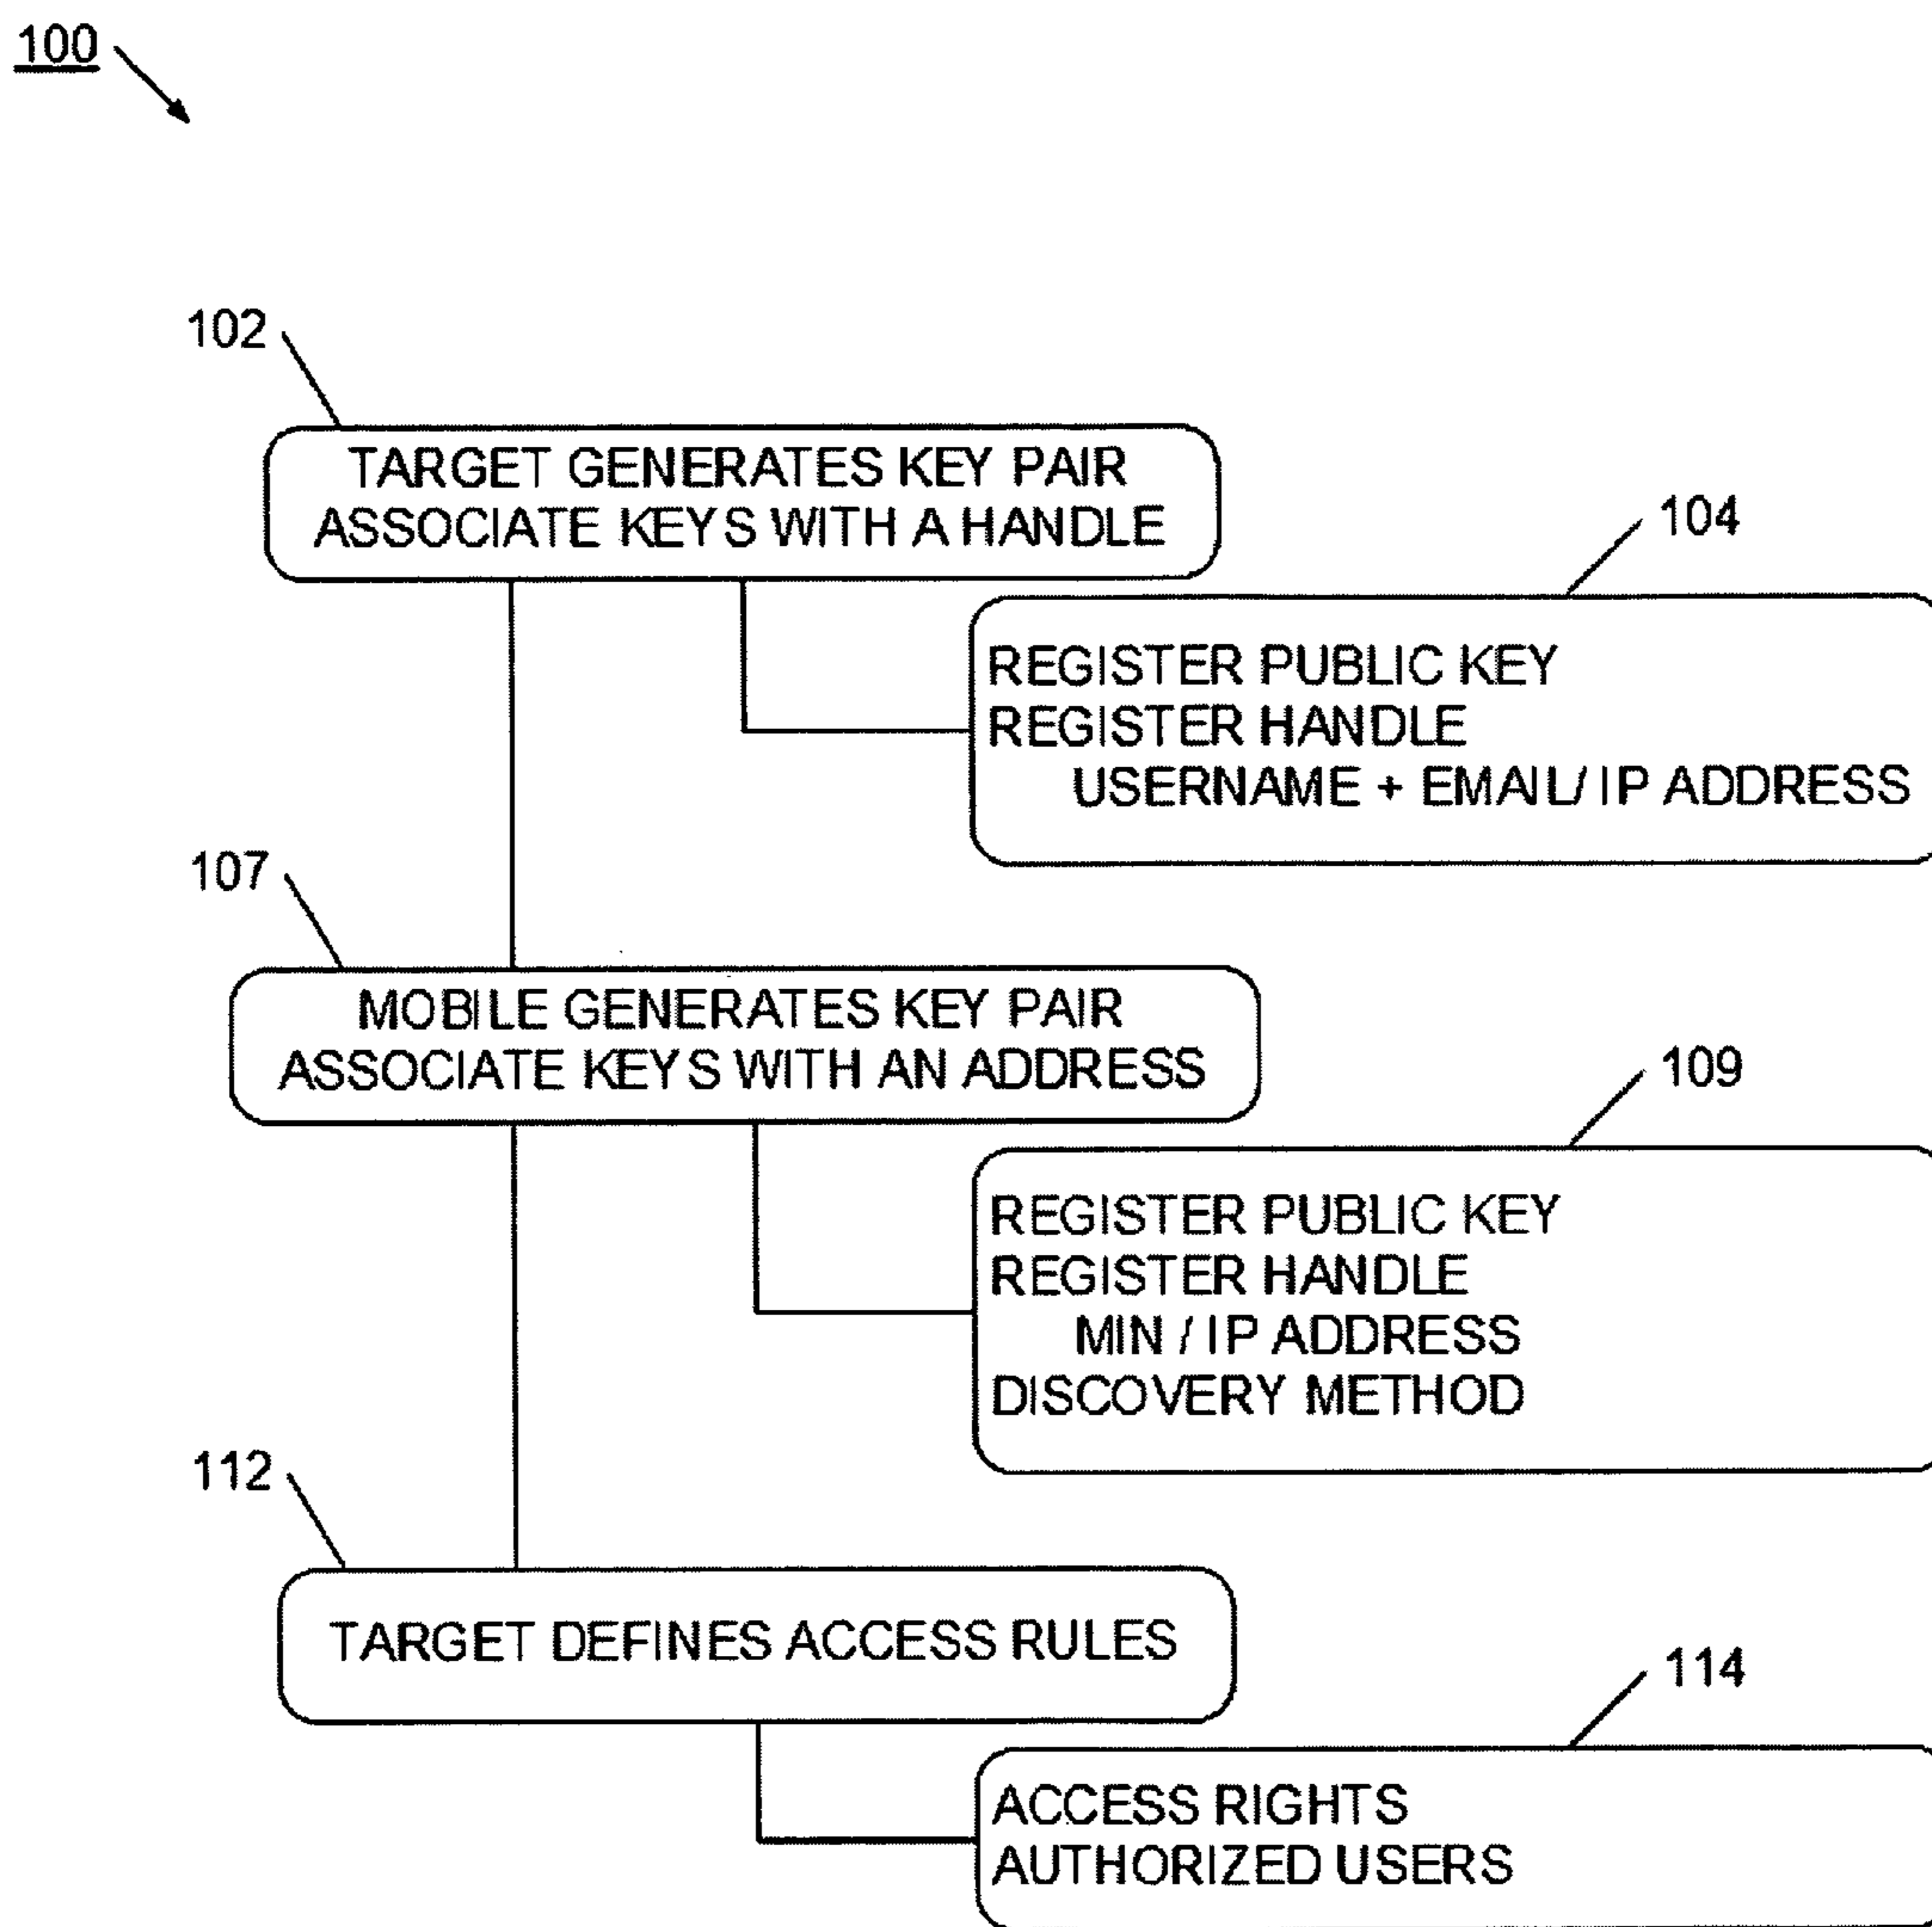 100
102
TARGET GENERATES KEY PAIR
ASSOCIATE KEYS WITH A HANDLE
104
REGISTER PUBLIC KEY
REGISTER HANDLE
USERNAME + EMAIL/ IP ADDRESS
107
MOBILE GENERATES KEY PAIR
ASSOCIATE KEYS WITH AN ADDRESS
109
REGISTER PUBLIC KEY
REGISTER HANDLE
MIN / IP ADDRESS
DISCOVERY METHOD
112
TARGET DEFINES ACCESS RULES
114
ACCESS RIGHTS
AUTHORIZED USERS